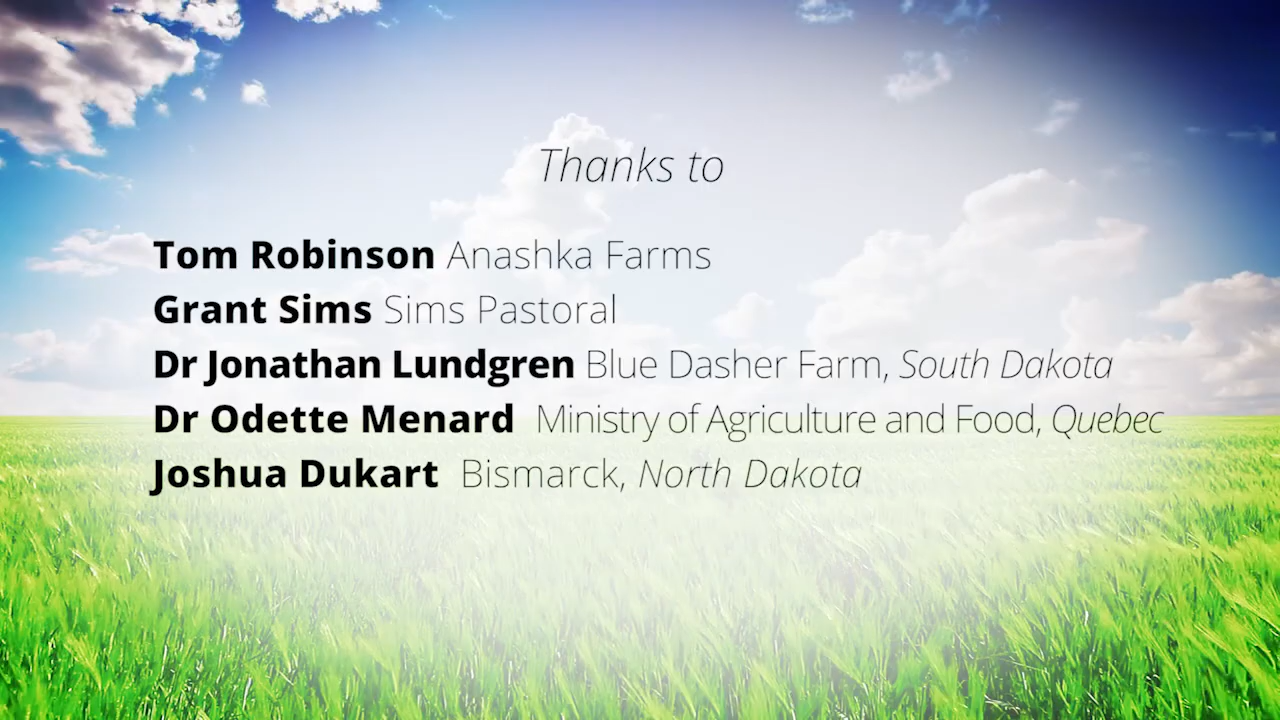 Thanks to
Tom Robinson Anashka Farms
Grant Sims Sims Pastoral
Dr Jonathan Lundgren Blue Dasher Farm, South Dakota
Dr Odette Menard Ministry of Agriculture and Food, Quebec
Joshua Dukart Bismarck, North Dakota